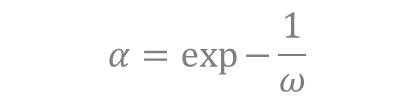 α = exp − 1/ω